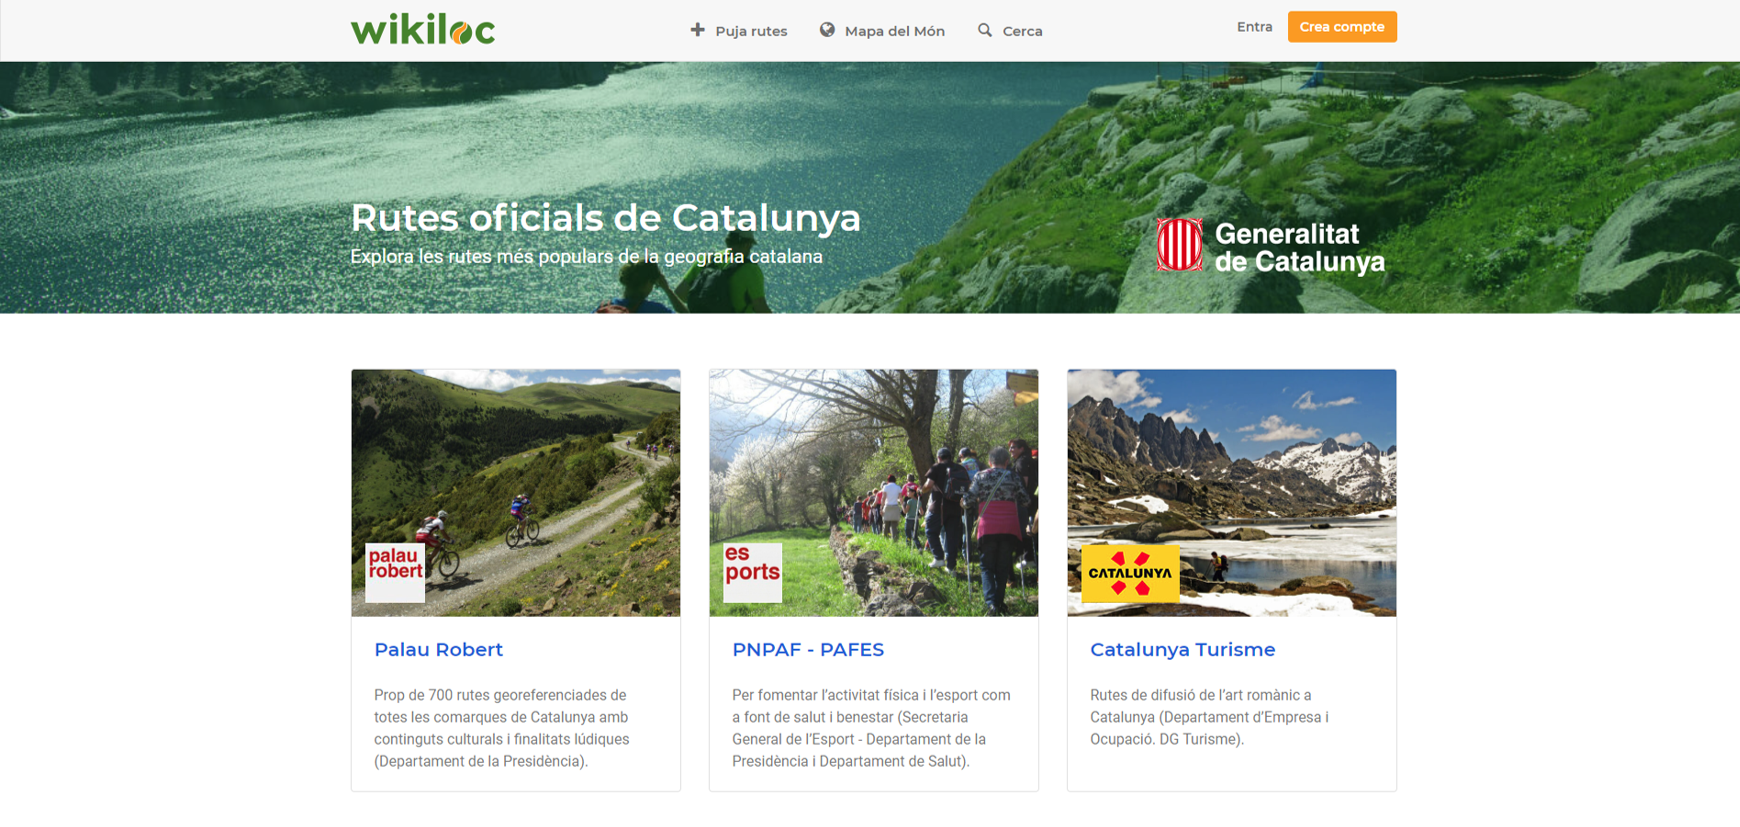 wikiloc
Puja rutes
Mapa del Món
Cerca
Entra
Crea compte
Rutes oficials de Catalunya
Explora les rutes més populars de la geografia catalana
Generalitat
de Catalunya
palau
robert
es
ports
CATALUNYA
Palau Robert
Prop de 700 rutes georeferenciades de
totes les comarques de Catalunya amb
continguts culturals i finalitats lúdiques
(Departament de la Presidència).
PNPAF - PAFES
Per fomentar l’activitat física i l’esport com
a font de salut i benestar (Secretaria
General de l’Esport - Departament de la
Presidència i Departament de Salut).
Catalunya Turisme
Rutes de difusió de l’art romànic a
Catalunya (Departament d’Empresa i
Ocupació. DG Turisme).